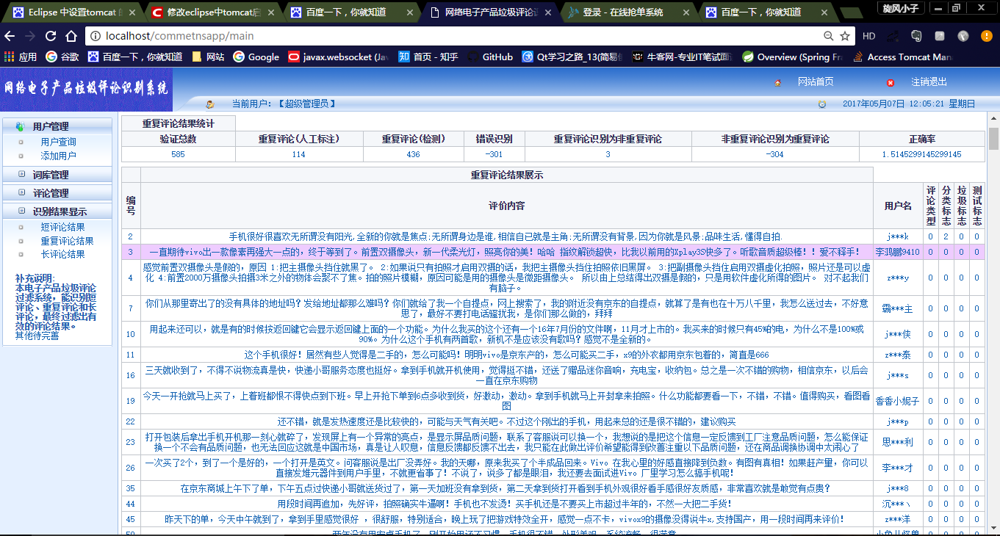 Eclipse 中设置tomcat 的
修改eclipse中tomcat启
百度一下，你就知道
网络电子产品垃圾评论识
登录 - 在线抢单系统
百度一下，你就知道
旋风小子
localhost/commetnsapp/main
HD
应用
谷歌
百度一下，你就知道
网站
Google
javax.websocket (Jav
首页 - 知乎
GitHub
Qt学习之路_13(简易俄
牛客网-专业IT笔试面试
Overview (Spring Fra
Access Tomcat Man
网络电子产品垃圾评论识别系统
网站首页
注销退出
当前用户：【超级管理员】
2017年05月07日 12:05:21 星期日
用户管理
用户查询
添加用户
词库管理
评论管理
识别结果显示
短评论结果
重复评论结果
长评论结果
补充说明:
本电子产品垃圾评论
过滤系统，能识别短
评论、重复评论和长
评论，最终过滤出有
效的评论结果。
其他待完善
重复评论结果统计
验证总数 重复评论(人工标注) 重复评论(检测) 错误识别 重复评论识别为非重复评论 非重复评论识别为重复评论 正确率
585 114 436 -301 3 -304 1.5145299145299145
重复评论结果展示
编号 评价内容 用户名 评论类型 分类标志 垃圾标志 测试标志
2 手机很好很喜欢无所谓没有阳光,全新的你就是焦点;无所谓身边是谁,相信自已就是主角;无所谓没有背景,因为你就是风景;品味生活,懂得自拍. j***k 0 2 0 0
3 一直期待vivo出一款像素再强大一点的，终于等到了。前置双摄像头，新一代柔光灯，照亮你的美！哈哈 指纹解锁超快，比我以前用的Xplay3S快多了。听歌音质超级棒！！爱不释手！ 李鸿鹏9410 0 0 0 0
4 感觉前置双摄像头是假的，原因 1:把主摄像头挡住就黑了。 2:如果说只有拍照才启用双摄的话，我把主摄像头挡住拍照依旧黑屏。 3:把副摄像头挡住启用双摄虚化拍照，照片还是可以虚
化 4:前置2000万摄像头拍摄3米之外的物体会聚不了焦。拍的照片模糊，原因可能是用的摄像头是微距摄像头。 所以由上总结得出双摄是假的，只是用软件虚化所得的图片。 对不起我们
有脑子。 z***y 0 0 0 0
7 你们从那里寄出了的没有具体的地址吗？发给地址都那么难吗？你们就给了我一个自提点，网上搜索了，我的附近没有京东的自提点，就算了是有也在十万八千里，我怎么送过去，不好意
思了，最好不要打电话骚扰我，是你们那么做的，拜拜 霸***主 0 0 0 0
10 用起来还可以，就是有的时候按返回键它会显示返回键上面的一个功能。为什么我买的这个还有一个16年7月份的文件啊，11月才上市的。我买来的时候只有45%的电，为什么不是100%或
90%。为什么这个手机有两首歌，新机不是应该没有歌吗？感觉不是全新的。 j***侠 0 0 0 0
11 这个手机很好！居然有些人觉得是二手的，怎么可能吗！明明vivo是京东产的，怎么可能买二手，x9的外衣都用京东包着的，简直是666 z***泰 0 0 0 0
16 三天就收到了，不得不说物流真是快，快递小哥服务态度也挺好。拿到手机就开机使用，觉得挺不错，还送了赠品迷你音响，充电宝，收纳包。总之是一次不错的购物，相信京东，以后会
一直在京东购物 j***s 0 0 0 0
19 今天一开抢就马上买了，上着班都恨不得快点到下班。早上开抢下单到6点多收到货，好激动，激动。拿到手机就马上开封拿来拍照。什么功能都要看一下，不错，不错。值得购买，看图看
图 香香小妮子 0 0 0 0
22 还不错，就是发热速度还是比较快的，可能与天气有关吧。不过这个刚出的手机，用起来总的还是很不错的，建议购买 j***p 0 0 0 0
23 打开包装后拿出手机开机那一刻心就碎了，发现屏上有一个异常的亮点，是显示屏品质问题，联系了客服说可以换一个，我想说的是把这个信息一定反馈到工厂注意品质问题，怎么能保证
换一个不会有品质问题，也无法回应这就是中国市场，真是让人叹息，信息反馈都反馈不出去，我只能在此做出评价希望能得到改善注重以下品质问题，还在商品调换协调中太闹心了 思***利 0 0 0 0
26 一次买了2个，到了一个是好的，一个打开是英文。问客服说是出厂没弄好。我的天哪，原来我买了个半成品回来。Vivo 在我心里的好感直接降到负数。有图有真相！如果赶产量，你可以
直接发堆元器件到用户手里，不就更省事了！不说了，说多了都是眼泪，我还要去面试进Vivo 厂里学习怎么搞手机呢！ 李***才 0 0 0 0
35 在京东商城上午下了单，下午五点过快递小哥就送货过了，第一天加班没有拿到货，第二天拿到货打开看到手机外观很好看手感很好友质感，非常喜欢就是敢觉有点贵？ j***8 0 0 0 0
44 用段时间再追加，先好评，拍照确实牛逼啊！手机也不发烫！买手机还是不要买上市超过半年的，不然一大把二手货！ 沉***丶 0 0 0 0
45 昨天下的单，今天中午就到了，拿到手里感觉很好 ，很舒服，特别适合，晚上玩了把游戏特效全开，感觉一点不卡，vivox9的摄像没得说牛x,支持国产，用一段时间再来评价！ z***洋 0 0 0 0